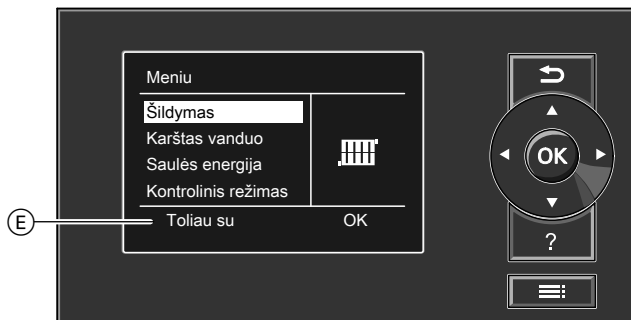 Meniu
Šildymas
Karštas vanduo
Saulės energija
Kontrolinis režimas
Toliau su OK
E
OK
?